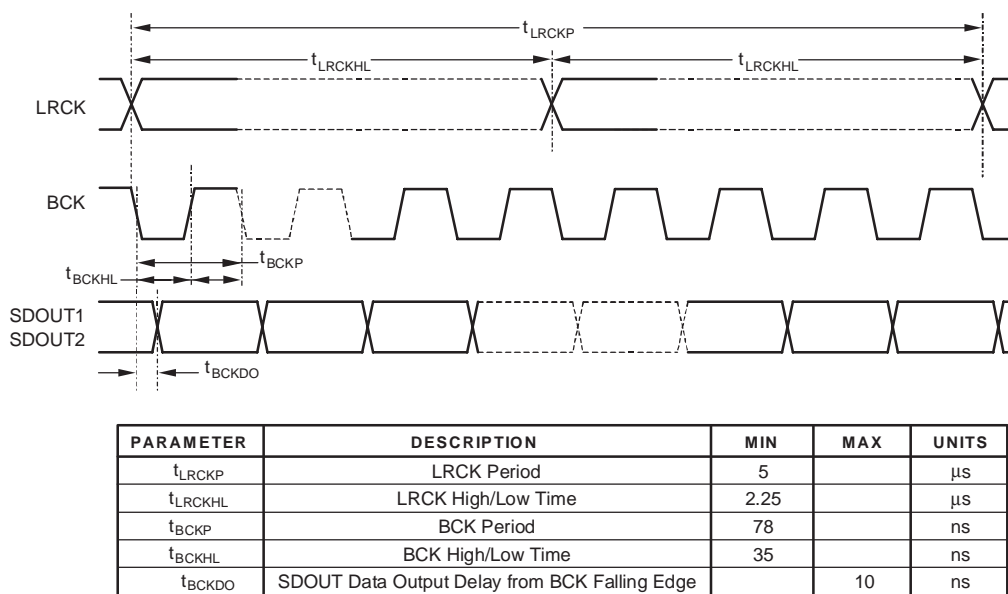 tLRCKP
tLRCKHL tLRCKHL
LRCK
BCK
tBCKP
tBCKHL
SDOUT1
SDOUT2
tBCKDO
PARAMETER DESCRIPTION MIN MAX UNITS
tLRCKP LRCK Period 5 μs
tLRCKHL LRCK High/Low Time 2.25 μs
tBCKP BCK Period 78 ns
tBCKHL BCK High/Low Time 35 ns
tBCKDO SDOUT Data Output Delay from BCK Falling Edge 10 ns